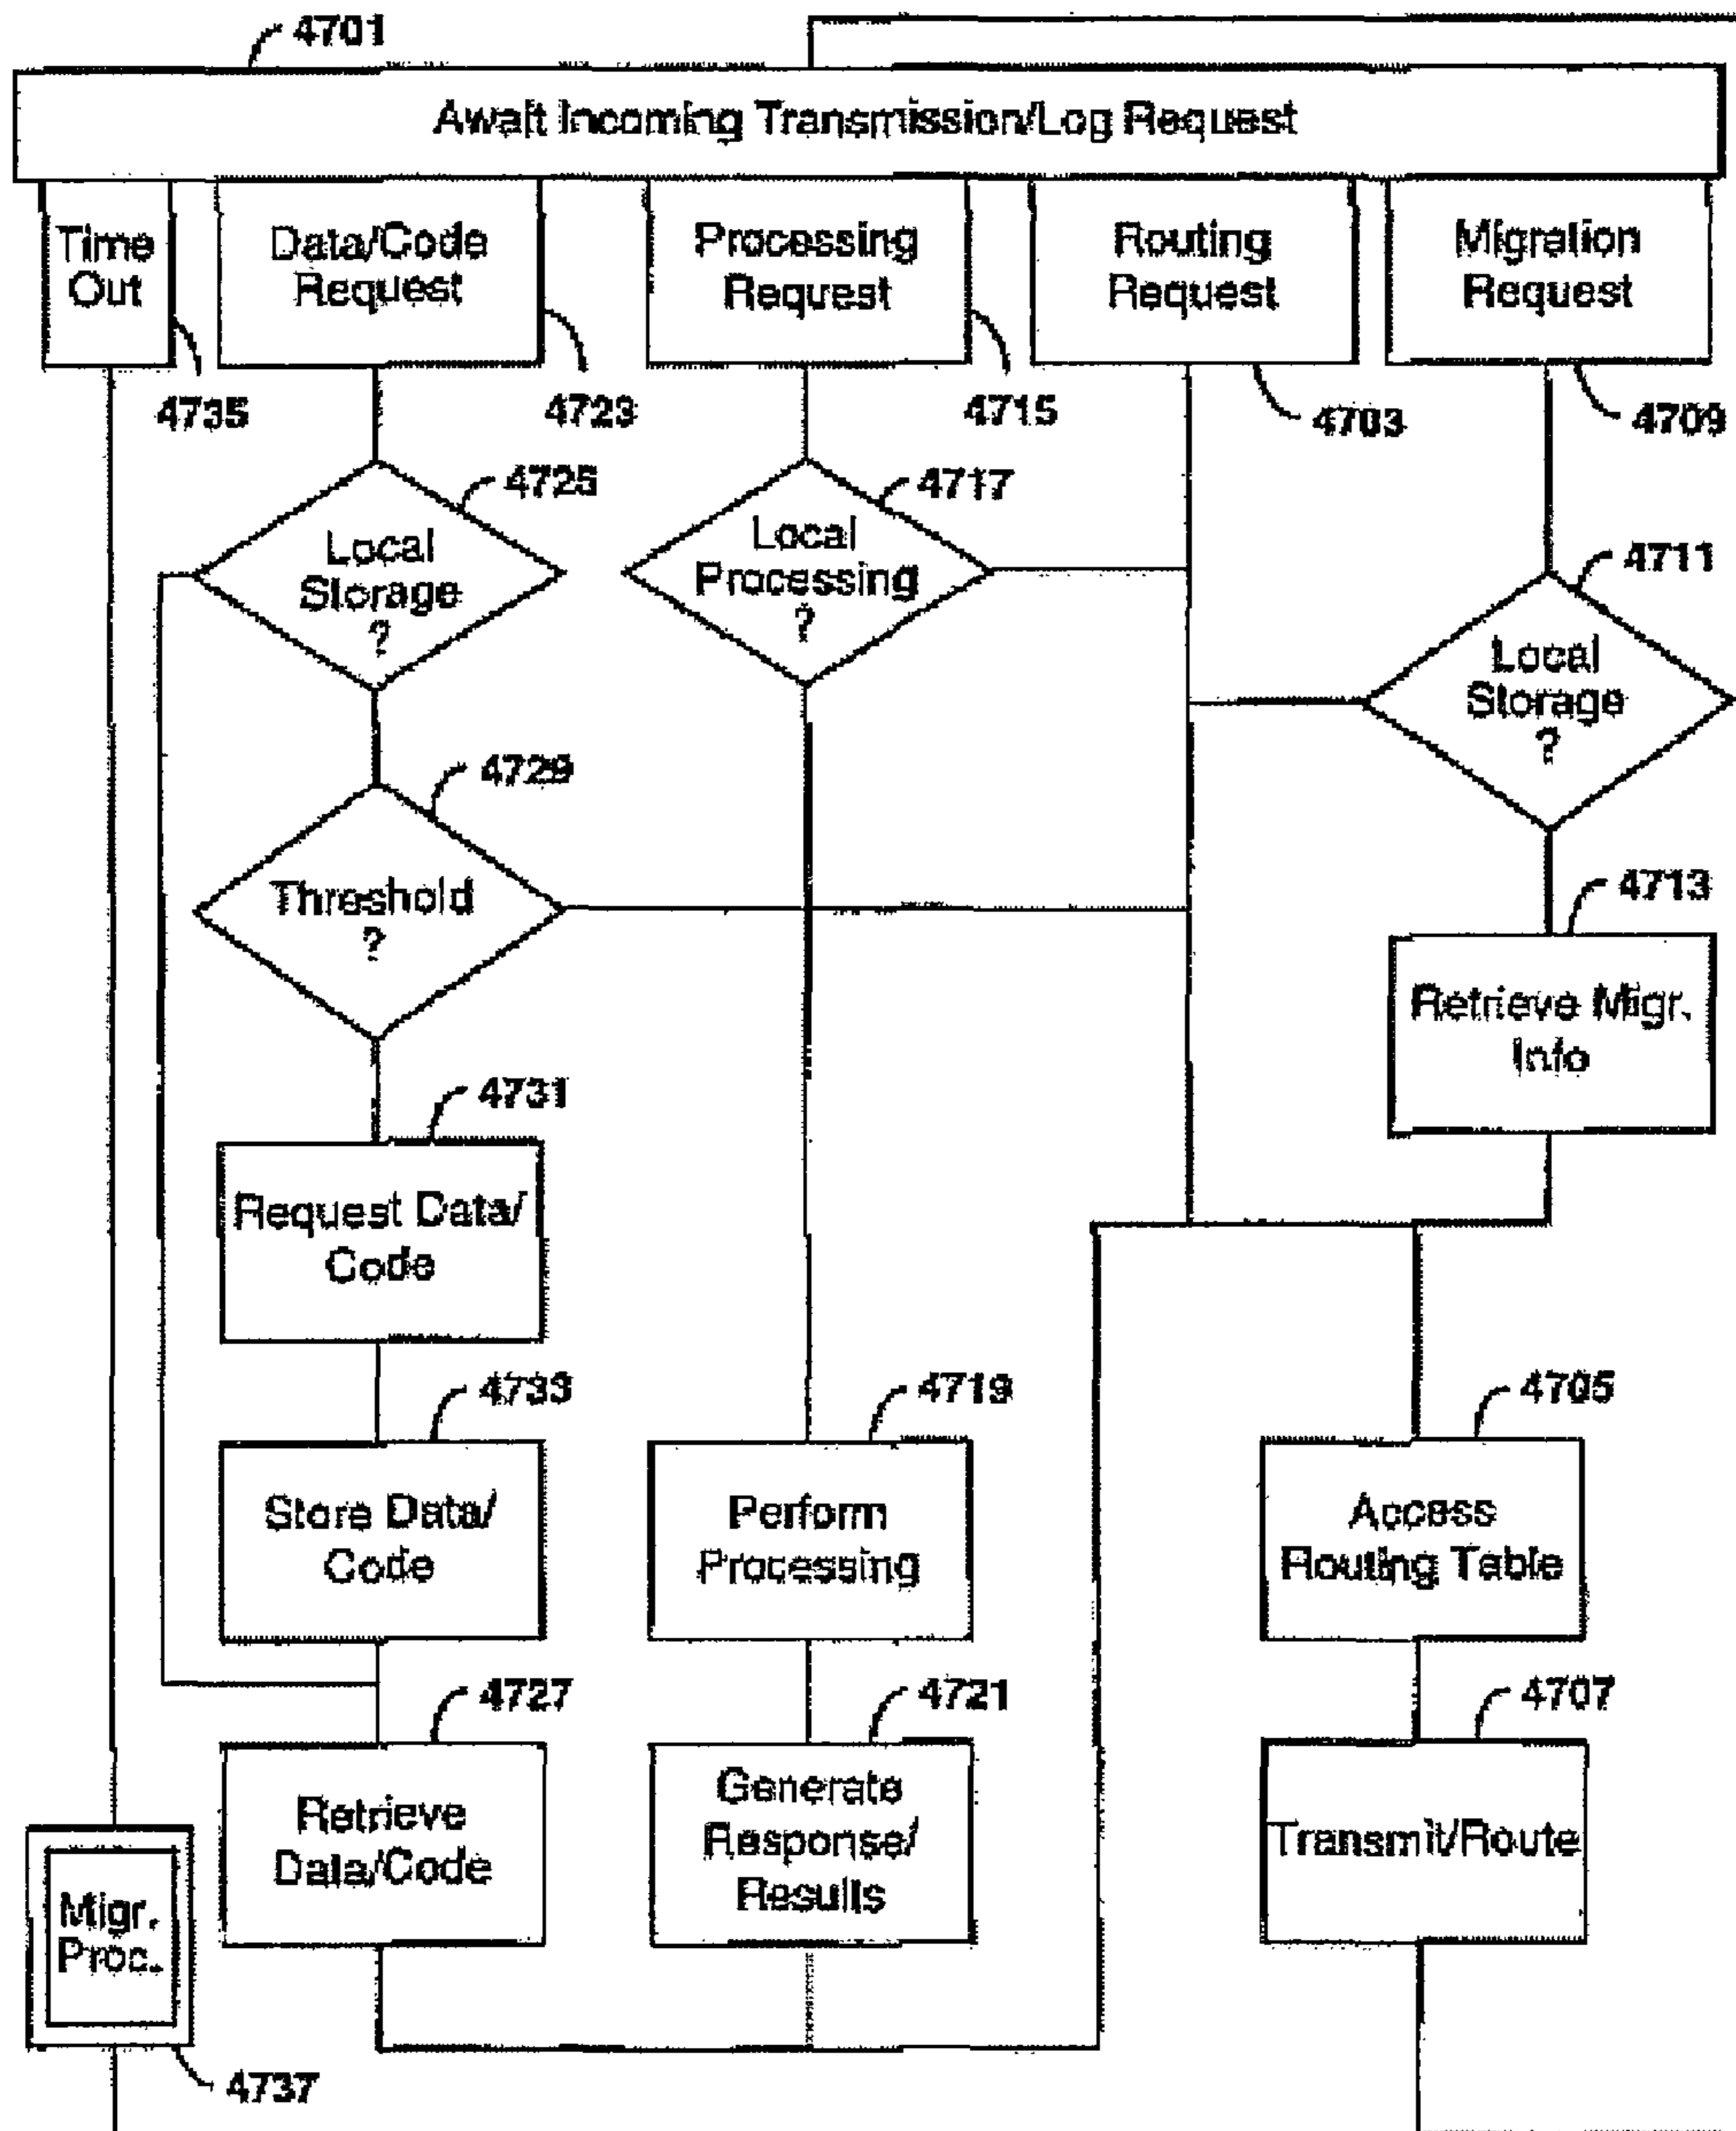 4701
Await Incoming Transmission/Log Request
Time
Out
Data/Code
Request
Processing
Request
Routing
Request
Migration
Request
4735
4723
4715
4703
4709
4725
4717
4711
Local
Storage
?
Local
Processing
?
Local
Storage
?
4729
Threshold
?
4713
Retrieve Migr.
Info
4731
Request Data/
Code
4733
4719
4705
Store Data/
Code
Perform
Processing
Access
Routing Table
4727
4721
4707
Retrieve
Data/Code
Generate
Response/
Results
Transmit/Route
Migr.
Proc.
4737